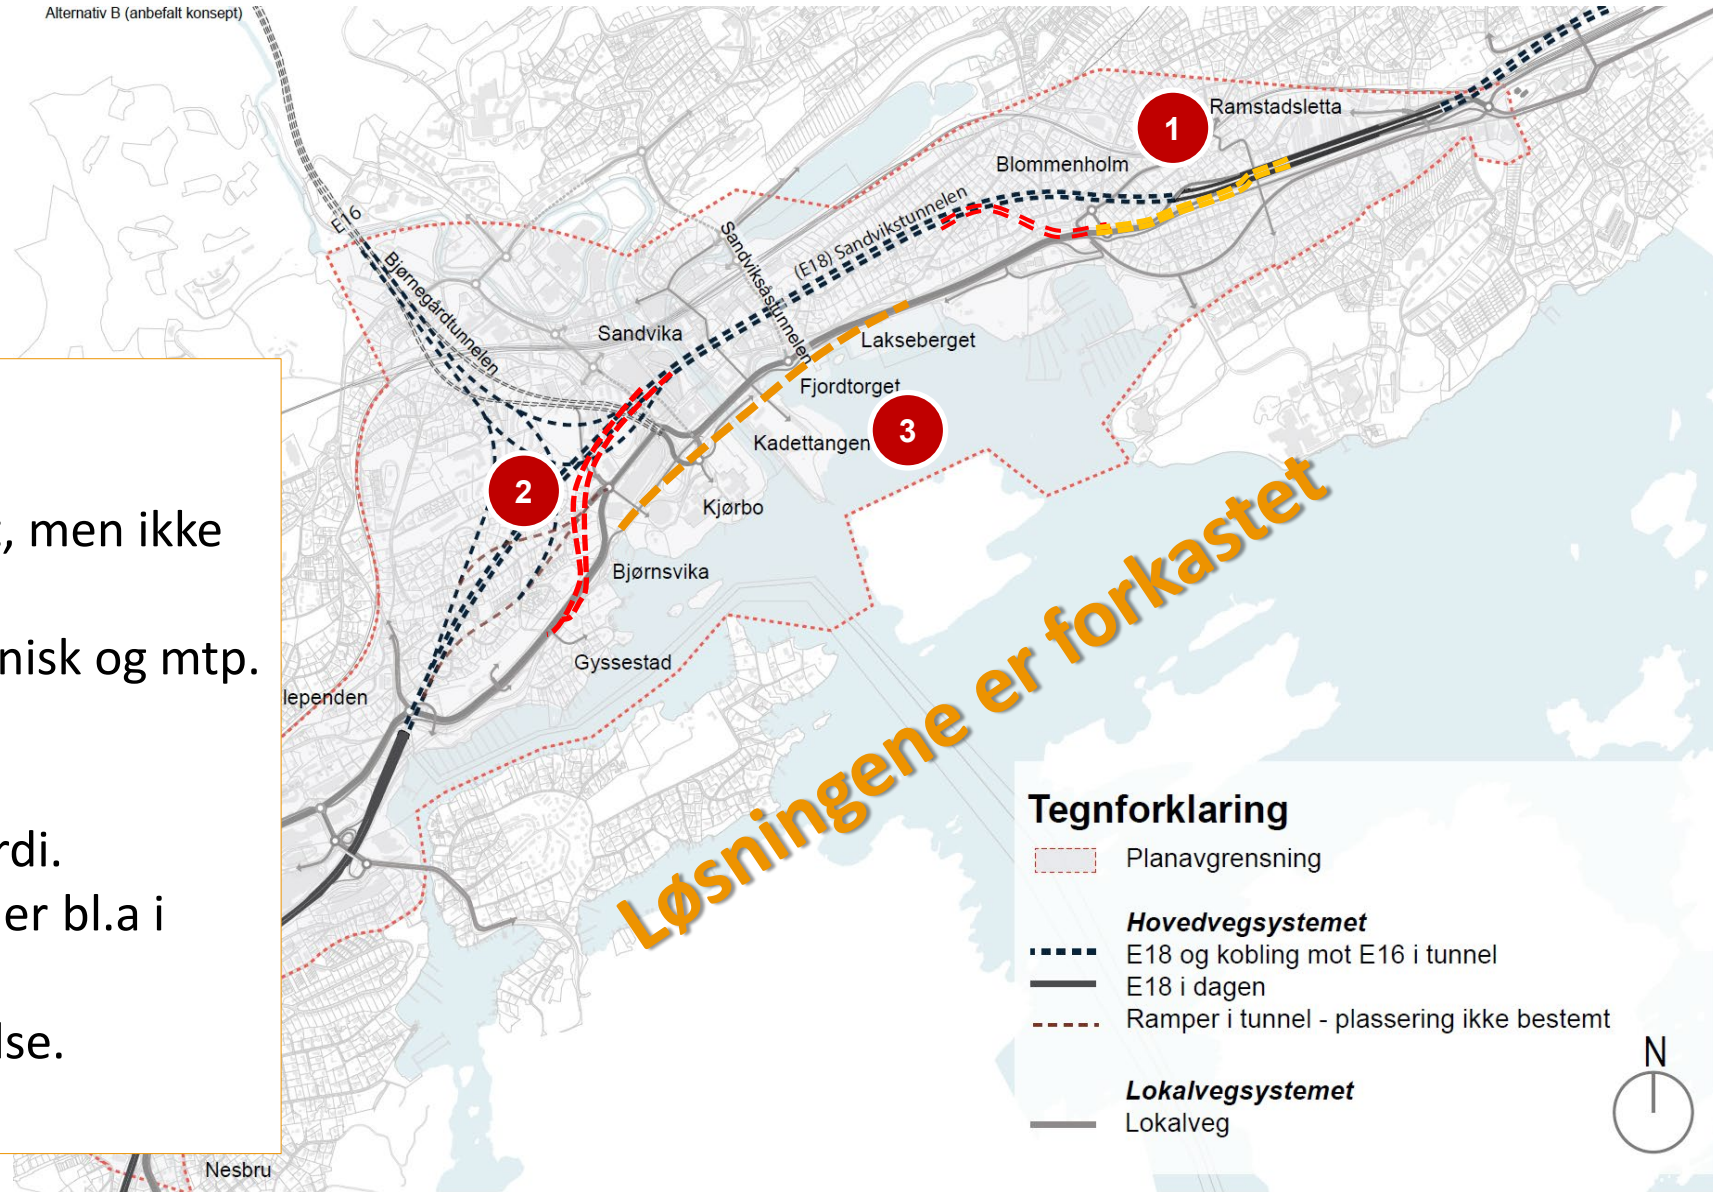 Alternativ B (anbefalt konsept)
Ramstadsletta
1
Blommenholm
E16
Bjørnegårdtunnelen
Sandviksåstunnelen
(E18) Sandvikstunnelen
Sandvika
Lakseberget
Fjordtorget
Kadettangen
3
2
Kjørbo
Bjørnsvika
Gyssestad
lependen
Nesbru
, men ikke
nisk og mtp.
rdi.
er bl.a i
lse.
Løsningene er forkastet
Tegnforklaring
Planavgrensning
Hovedvegsystemet
E18 og kobling mot E16 i tunnel
E18 i dagen
Ramper i tunnel - plassering ikke bestemt
Lokalvegsystemet
Lokalveg
N